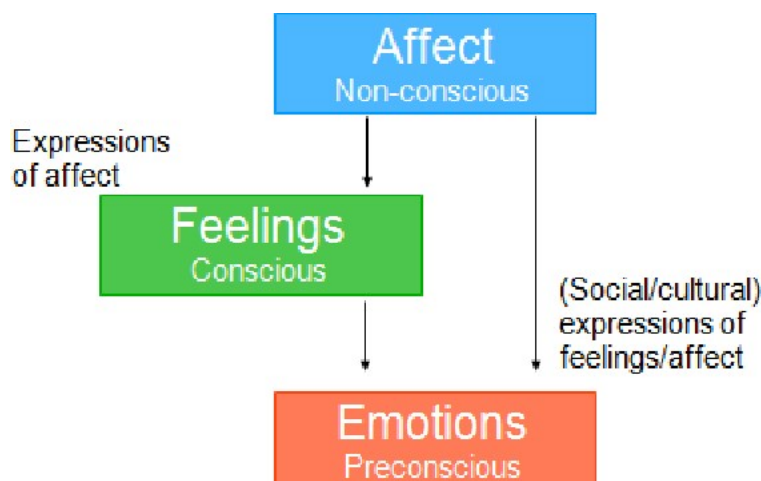 Affect
Non-conscious
Expressions
of affect
Feelings
Conscious
(Social/cultural)
expressions of
feelings/affect
Emotions
Preconscious